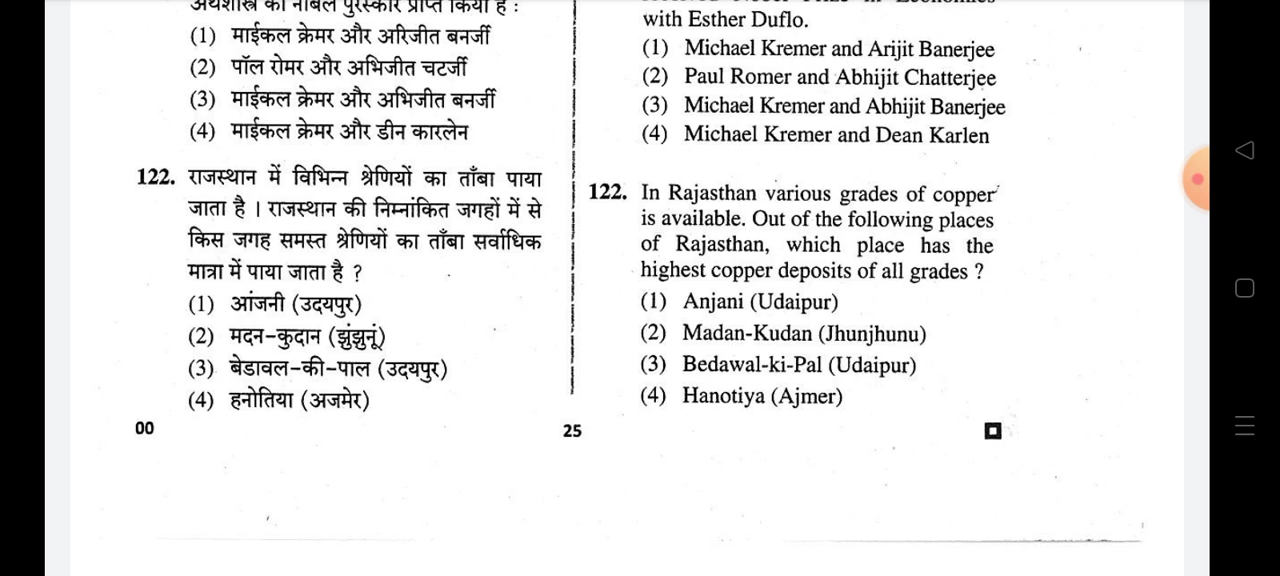 अर्थशास्त्र का नोबेल पुरस्कार प्राप्त किया है :
(1) माईकल क्रेमर और अरिजीत बनर्जी
(2) पॉल रोमर और अभिजीत चटर्जी
(3) माईकल क्रेमर और अभिजीत बनर्जी
(4) माईकल क्रेमर और डीन कारलेन
122. राजस्थान में विभिन्न श्रेणियों का ताँबा पाया
जाता है । राजस्थान की निम्नांकित जगहों में से
किस जगह समस्त श्रेणियों का ताँबा सर्वाधिक
मात्रा में पाया जाता है ?
(1) आंजनी (उदयपुर)
(2) मदन-कुदान (झुंझुनूं)
(3) बेडावल-की-पाल (उदयपुर)
(4) हनोतिया (अजमेर)
00
with Esther Duflo.
(1) Michael Kremer and Arijit Banerjee
(2) Paul Romer and Abhijit Chatterjee
(3) Michael Kremer and Abhijit Banerjee
(4) Michael Kremer and Dean Karlen
122. In Rajasthan various grades of copper
is available. Out of the following places
of Rajasthan, which place has the
highest copper deposits of all grades ?
(1) Anjani (Udaipur)
(2) Madan-Kudan (Jhunjhunu)
(3) Bedawal-ki-Pal (Udaipur)
(4) Hanotiya (Ajmer)
25